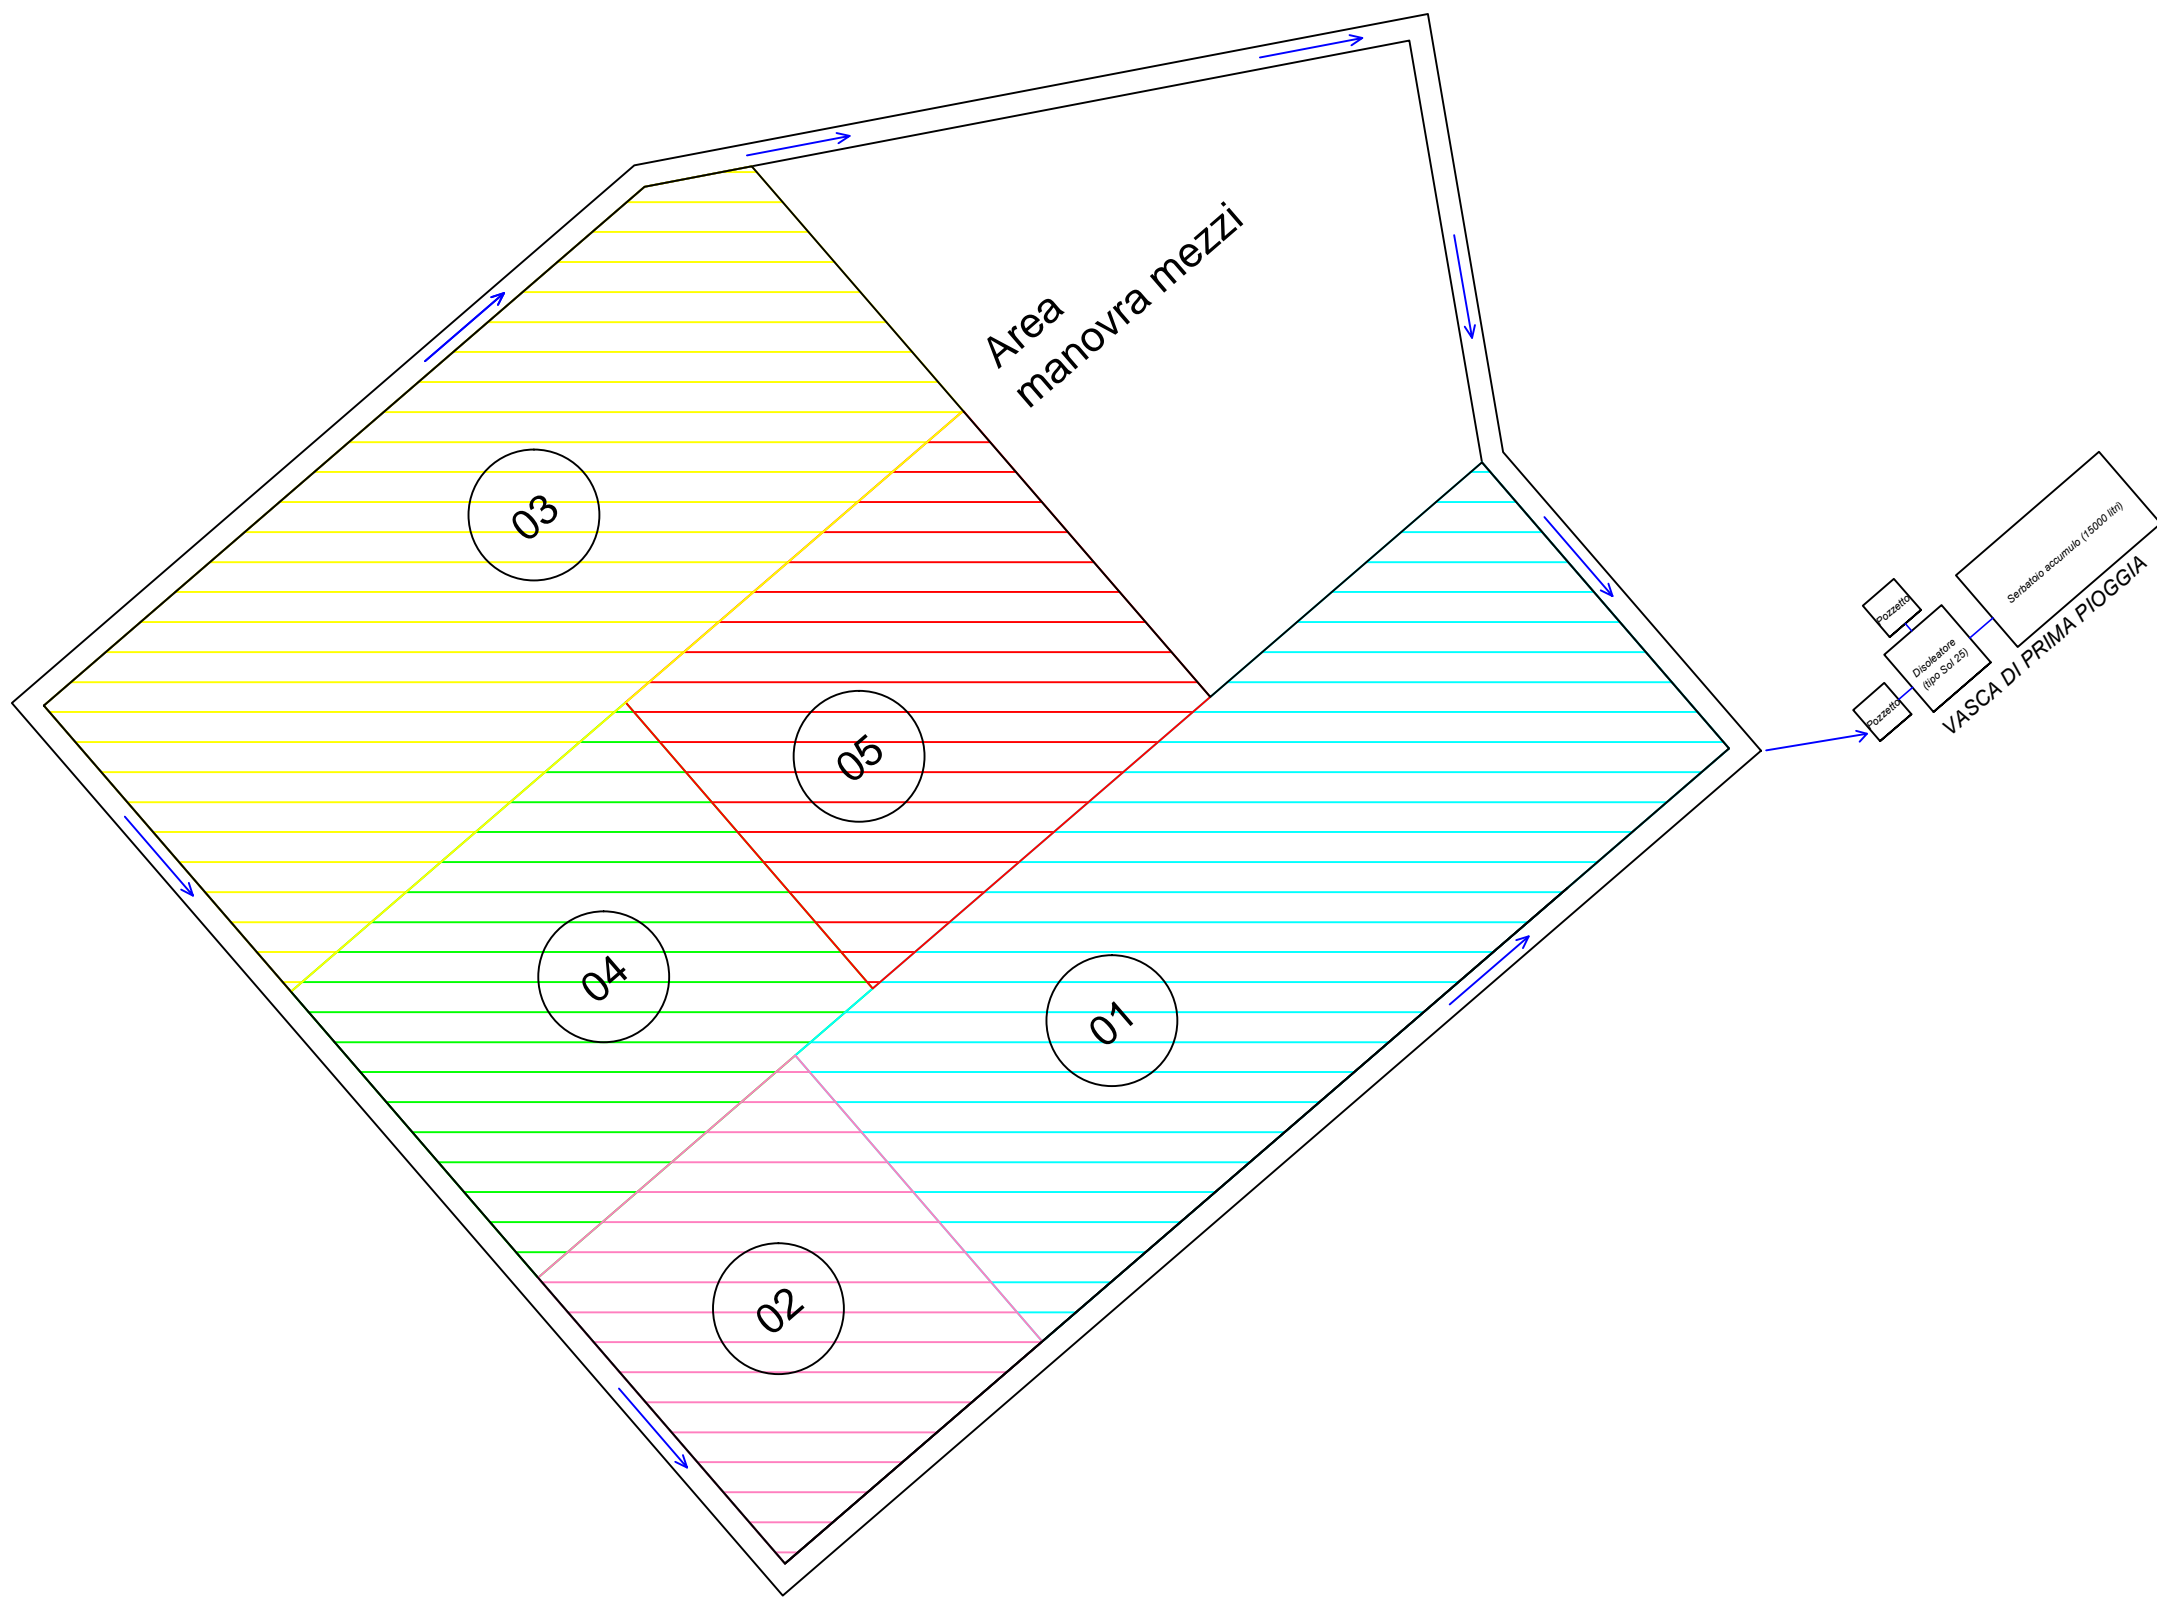 Area
manovra mezzi
03
05
04
01
02
Pozzetto
Pozzetto
Disoleatore
(tipo Sol 25)
Serbatoio accumulo (15000 litri)
VASCA DI PRIMA PIOGGIA